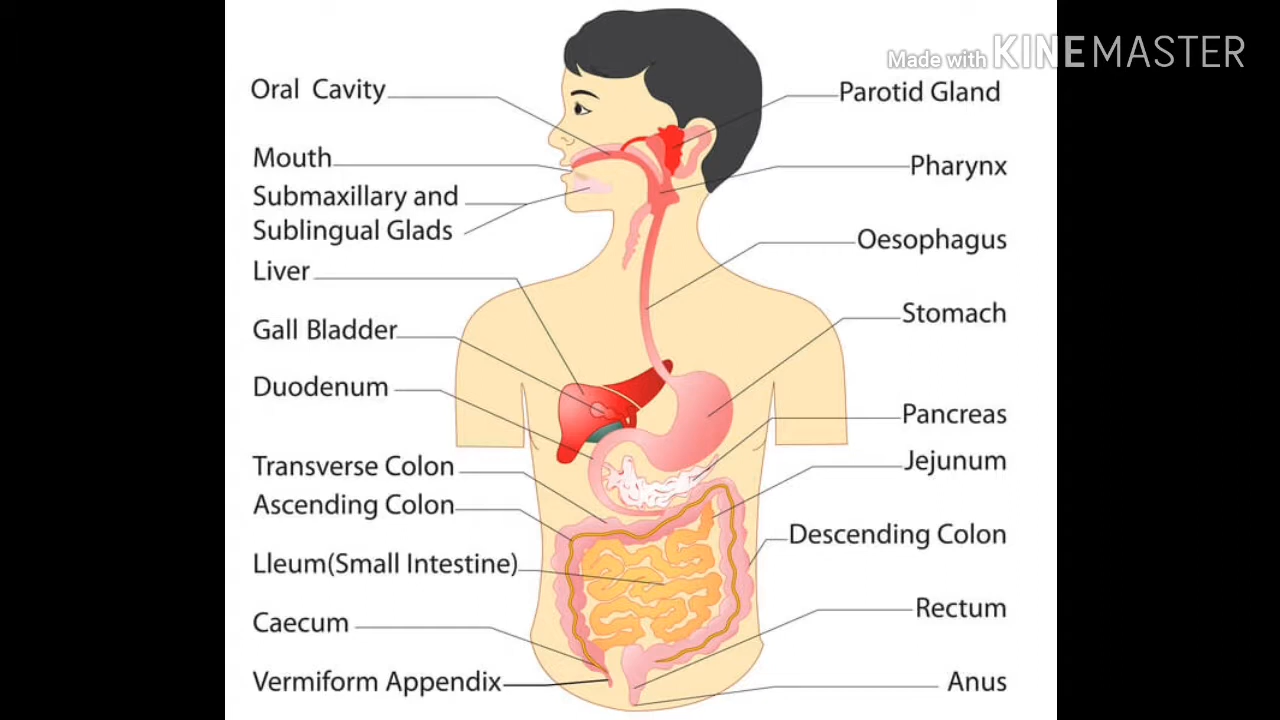 Made with KINEMASTER
Oral Cavity
Mouth
Submaxillary and
Sublingual Glads
Liver
Gall Bladder
Duodenum
Transverse Colon
Ascending Colon
Lleum(Small Intestine)
Caecum
Vermiform Appendix
Parotid Gland
Pharynx
Oesophagus
Stomach
Pancreas
Jejunum
Descending Colon
Rectum
Anus